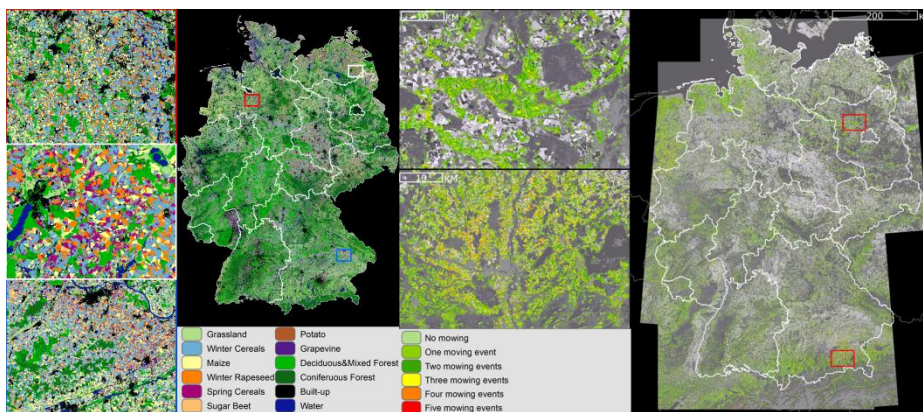 10 KM
200
Grassland
Winter Cereals
Maize
Winter Rapeseed
Spring Cereals
Sugar Beet
Potato
Grapevine
Deciduous&Mixed Forest
Coniferuous Forest
Built-up
Water
10 KM
No mowing
One moving event
Two mowing events
Three mowing events
Four mowing events
Five mowing events